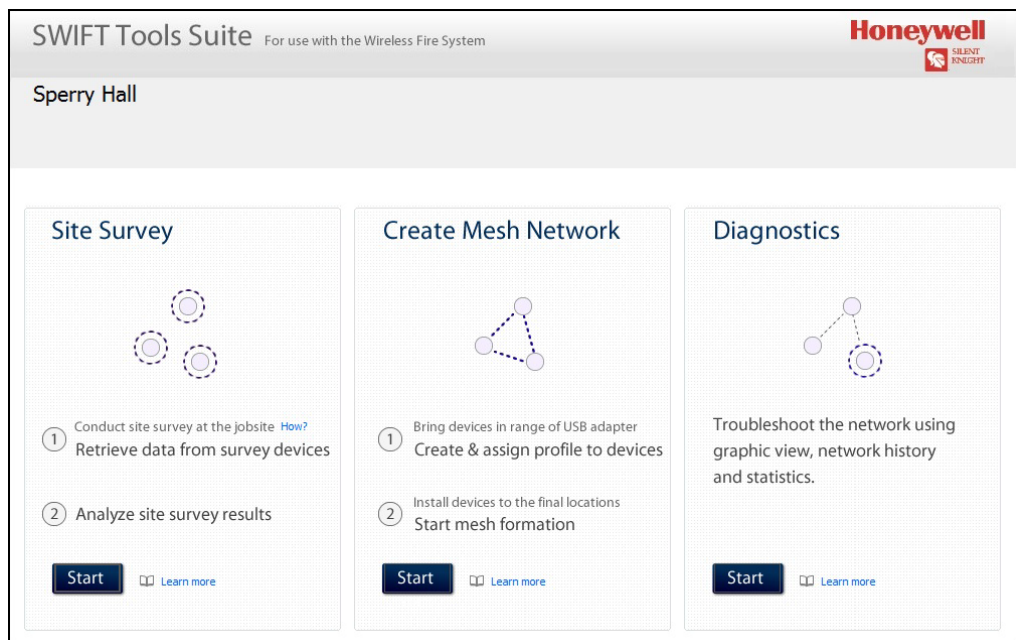 SWIFT Tools Suite For use with the Wireless Fire System
Honeywell
SILENT
KNIGHT
Sperry Hall
Site Survey
1 Conduct site survey at the jobsite How?
Retrieve data from survey devices
2 Analyze site survey results
Start Learn more
Create Mesh Network
1 Bring devices in range of USB adapter
Create & assign profile to devices
2 Install devices to the final locations
Start mesh formation
Start Learn more
Diagnostics
Troubleshoot the network using
graphic view, network history
and statistics.
Start Learn more